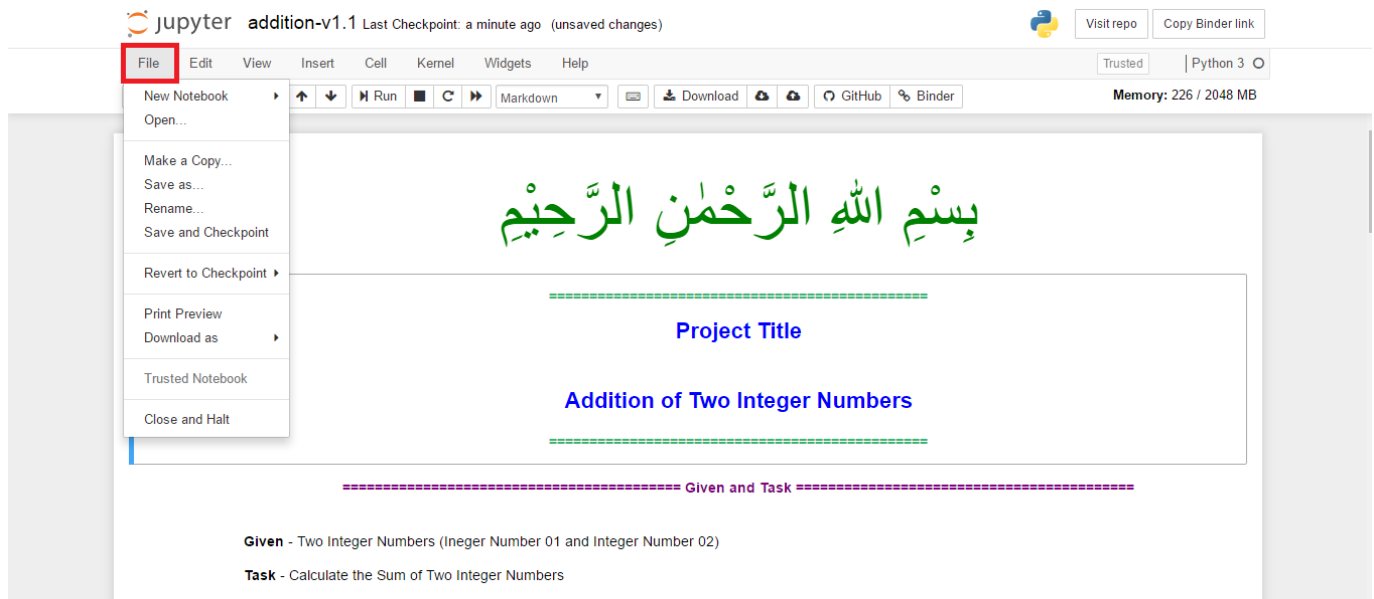 jupyter addition-v1.1 Last Checkpoint: a minute ago (unsaved changes) Visit repo Copy Binder link
File Edit View Insert Cell Kernel Widgets Help Trusted Python 3
Run Markdown Download GitHub Binder Memory: 226 / 2048 MB
New Notebook
Open...
Make a Copy...
Save as...
Rename...
Save and Checkpoint
Revert to Checkpoint
Print Preview
Download as
Trusted Notebook
Close and Halt
بِسْمِ اللهِ الرَّحْمٰنِ الرَّحِيْمِ
===============================================
Project Title
Addition of Two Integer Numbers
===============================================
========================================== Given and Task ==========================================
Given - Two Integer Numbers (Ineger Number 01 and Integer Number 02)
Task - Calculate the Sum of Two Integer Numbers